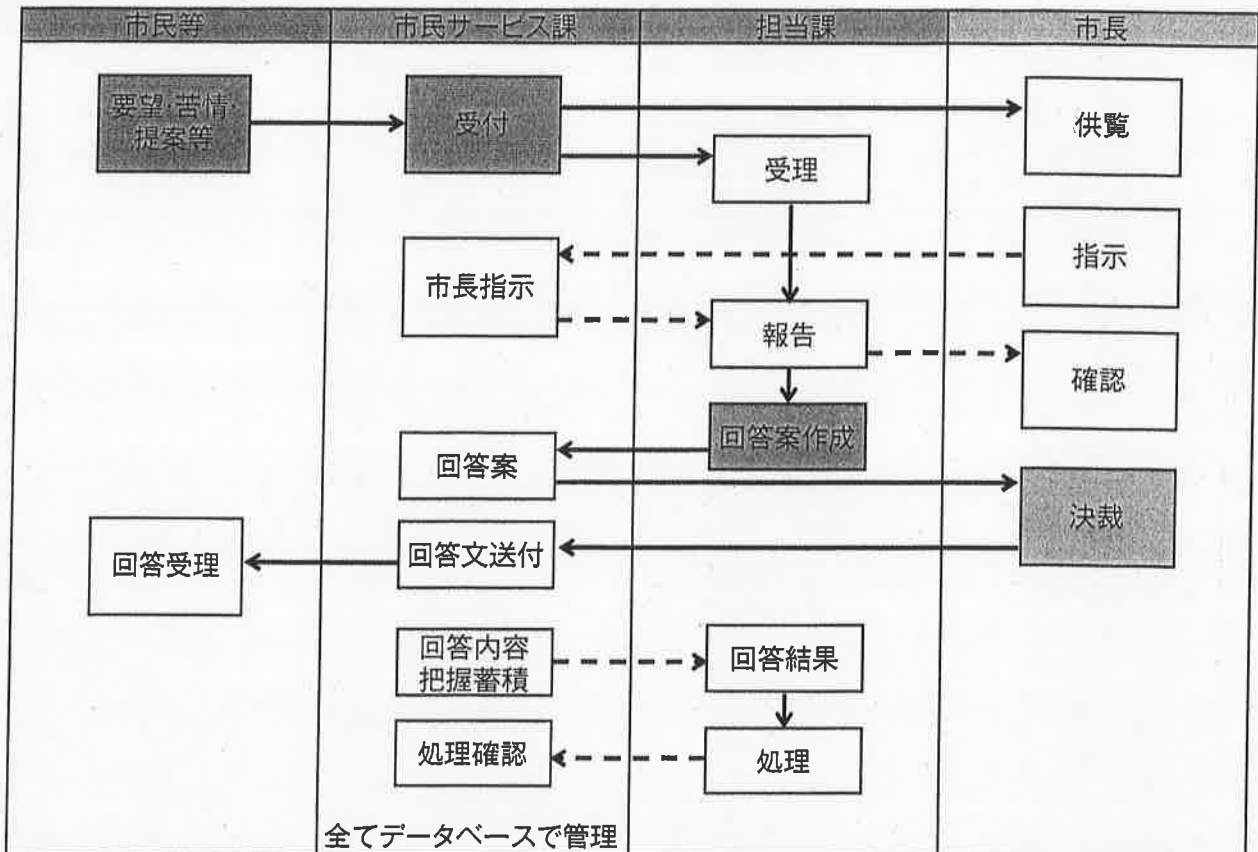 市民等
市民サービス課
担当課
市長
要望・苦情・
提案等
受付
供覧
受理
指示
市長指示
報告
確認
回答案作成
回答案
決裁
回答文送付
回答受理
回答内容
把握蓄積
回答結果
処理確認
処理
全てデータベースで管理